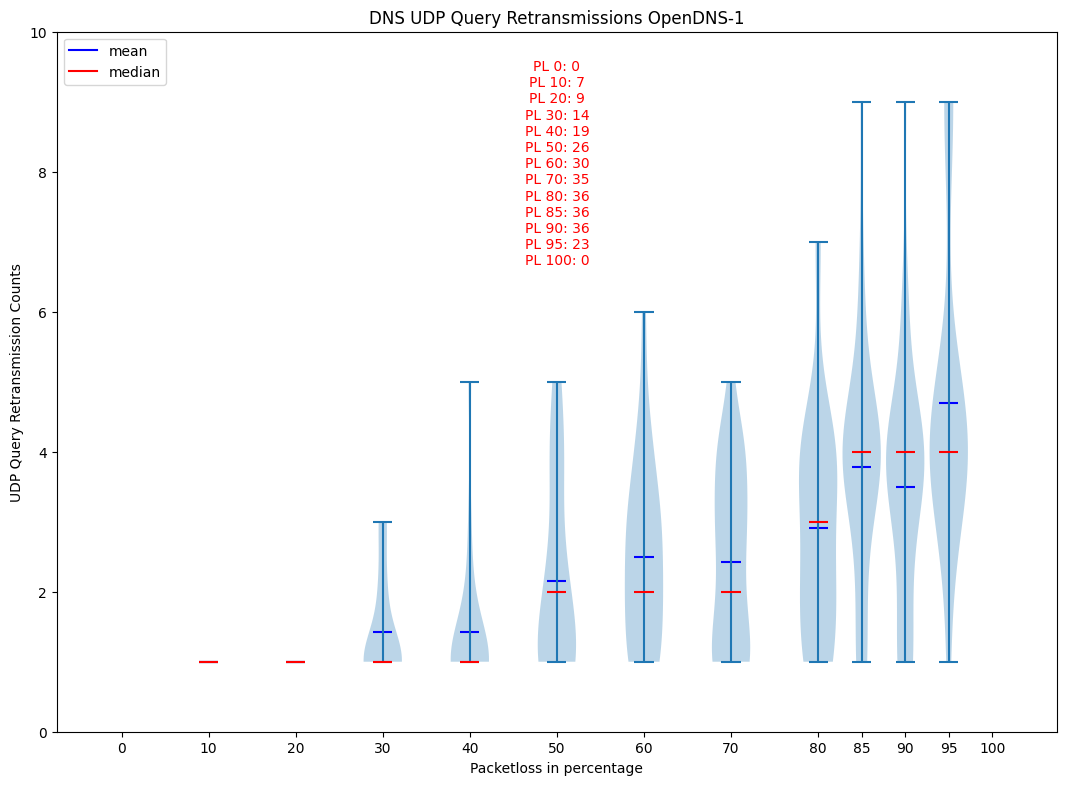 DNS UDP Query Retransmissions OpenDNS-1
mean
median
PL 0: 0
PL 10: 7
PL 20: 9
PL 30: 14
PL 40: 19
PL 50: 26
PL 60: 30
PL 70: 35
PL 80: 36
PL 85: 36
PL 90: 36
PL 95: 23
PL 100: 0
UDP Query Retransmission Counts
10
8
6
4
2
0
0 10 20 30 40 50 60 70 80 85 90 95 100
Packetloss in percentage